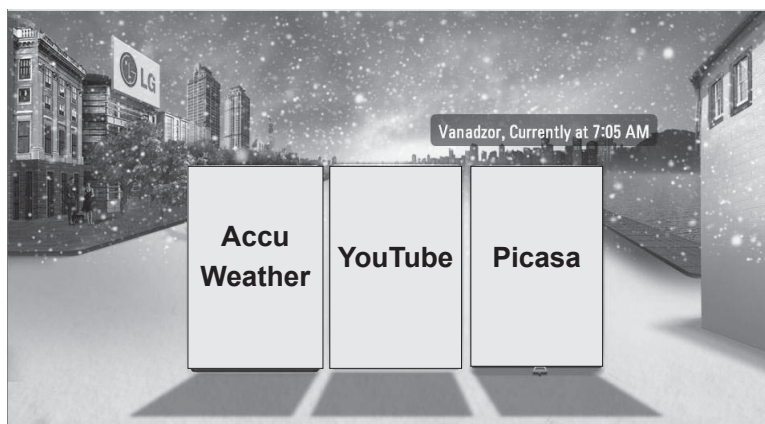 LG
Vanadzor, Currently at 7:05 AM
Accu
Weather
YouTube
Picasa